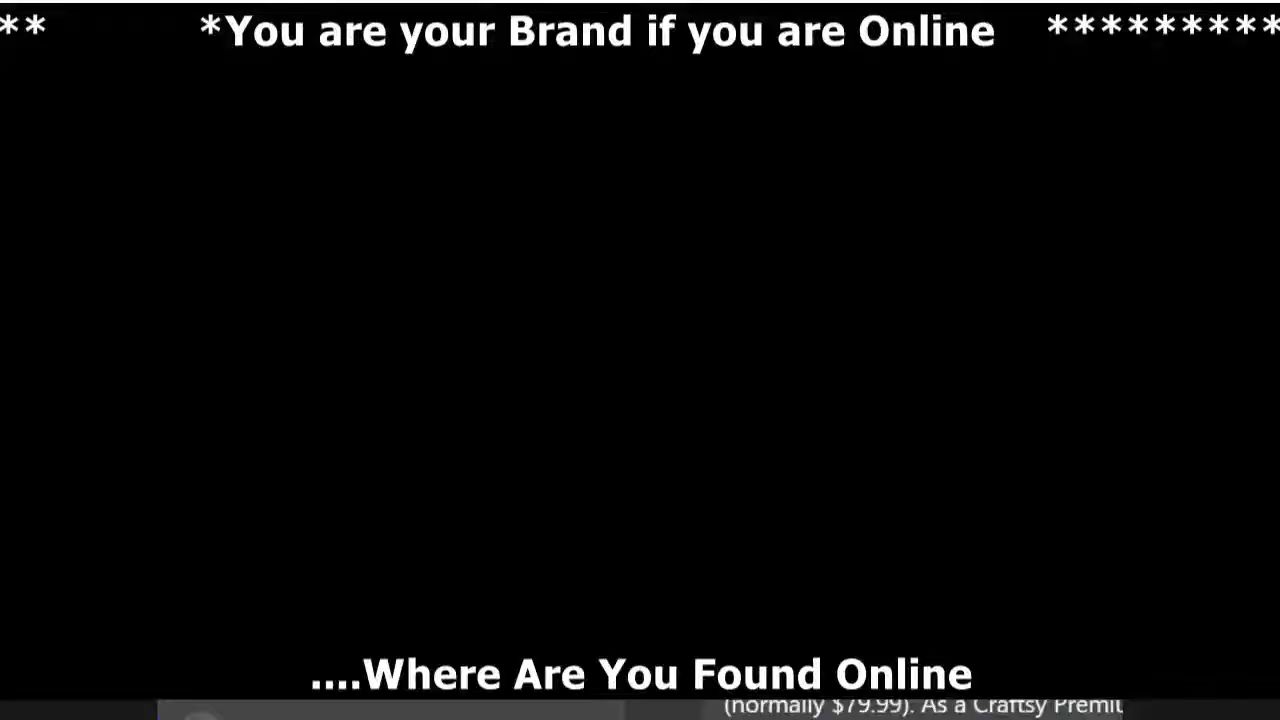 ** *You are your Brand if you are Online *********
....Where Are You Found Online
(normally $79.99). As a Craftsy